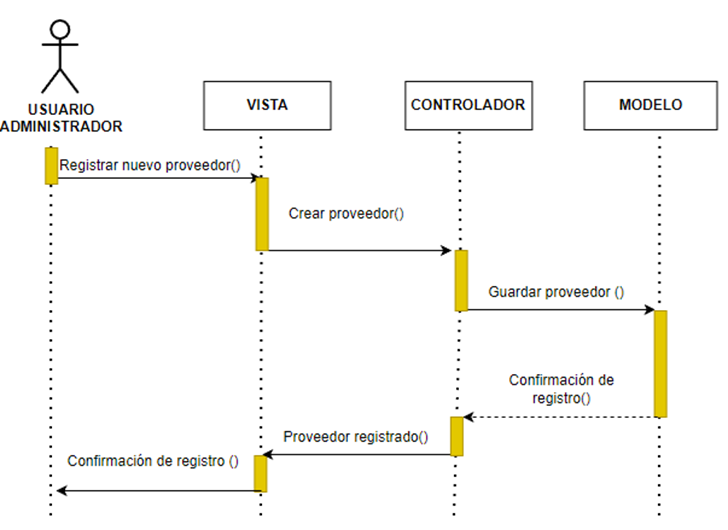 USUARIO
ADMINISTRADOR
VISTA
CONTROLADOR
MODELO
Registrar nuevo proveedor()
Crear proveedor()
Guardar proveedor ()
Confirmación de
registro()
Proveedor registrado()
Confirmación de registro ()